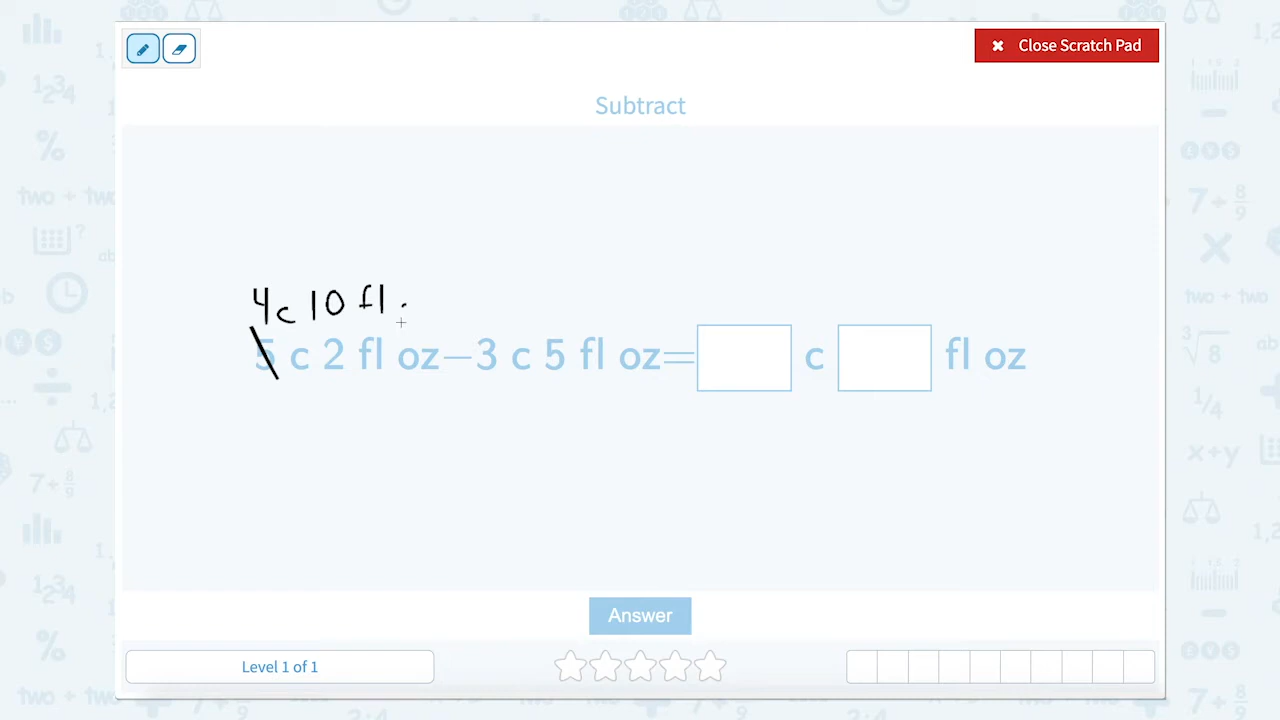 ✖ Close Scratch Pad
Subtract
4c 10 fl.
5 c 2 fl oz−3 c 5 fl oz= c fl oz
Answer
Level 1 of 1